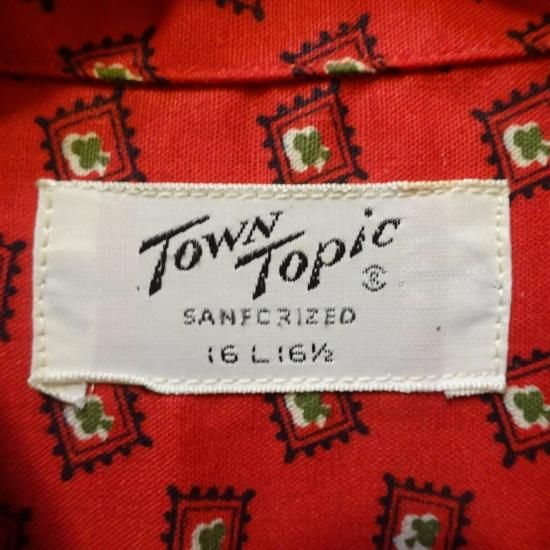 Town
Topic
SANFORIZED
16 L 16½